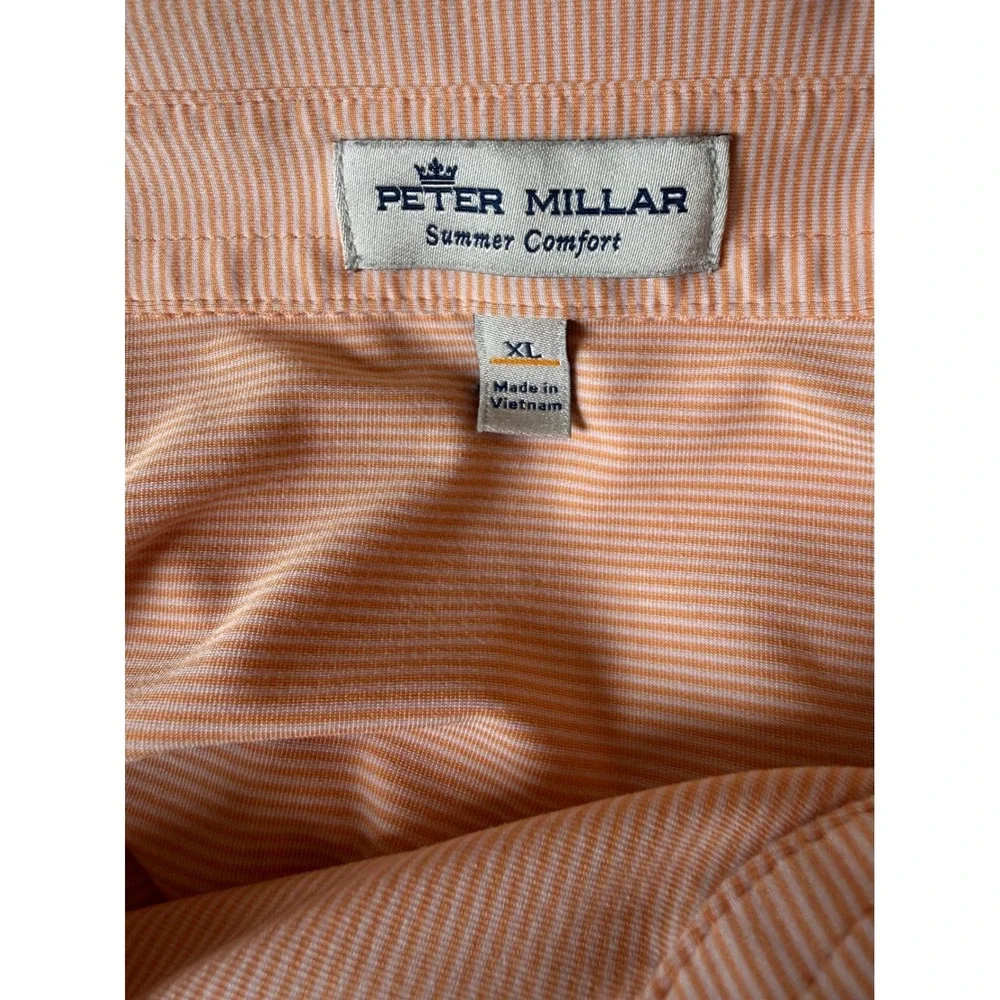 PETER MILLAR
Summer Comfort
XL
Made in
Vietnam